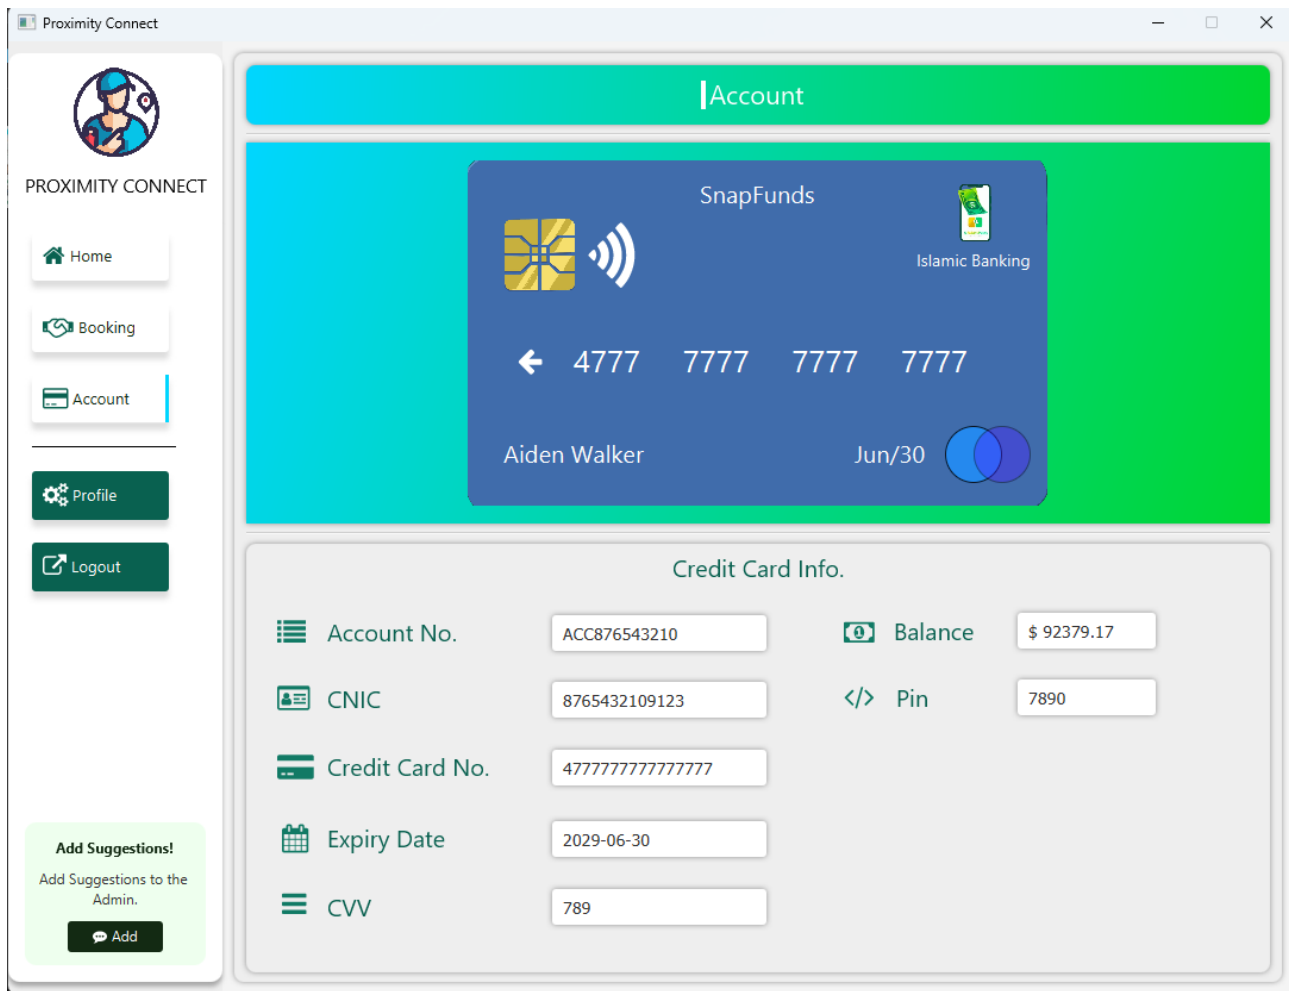 Proximity Connect
PROXIMITY CONNECT
Home
Booking
Account
Profile
Logout
Add Suggestions!
Add Suggestions to the
Admin.
Add
Account
SnapFunds
Islamic Banking
4777 7777 7777 7777
Aiden Walker Jun/30
Credit Card Info.
Account No. ACC876543210 Balance $ 92379.17
CNIC 8765432109123 Pin 7890
Credit Card No. 4777777777777777
Expiry Date 2029-06-30
CVV 789